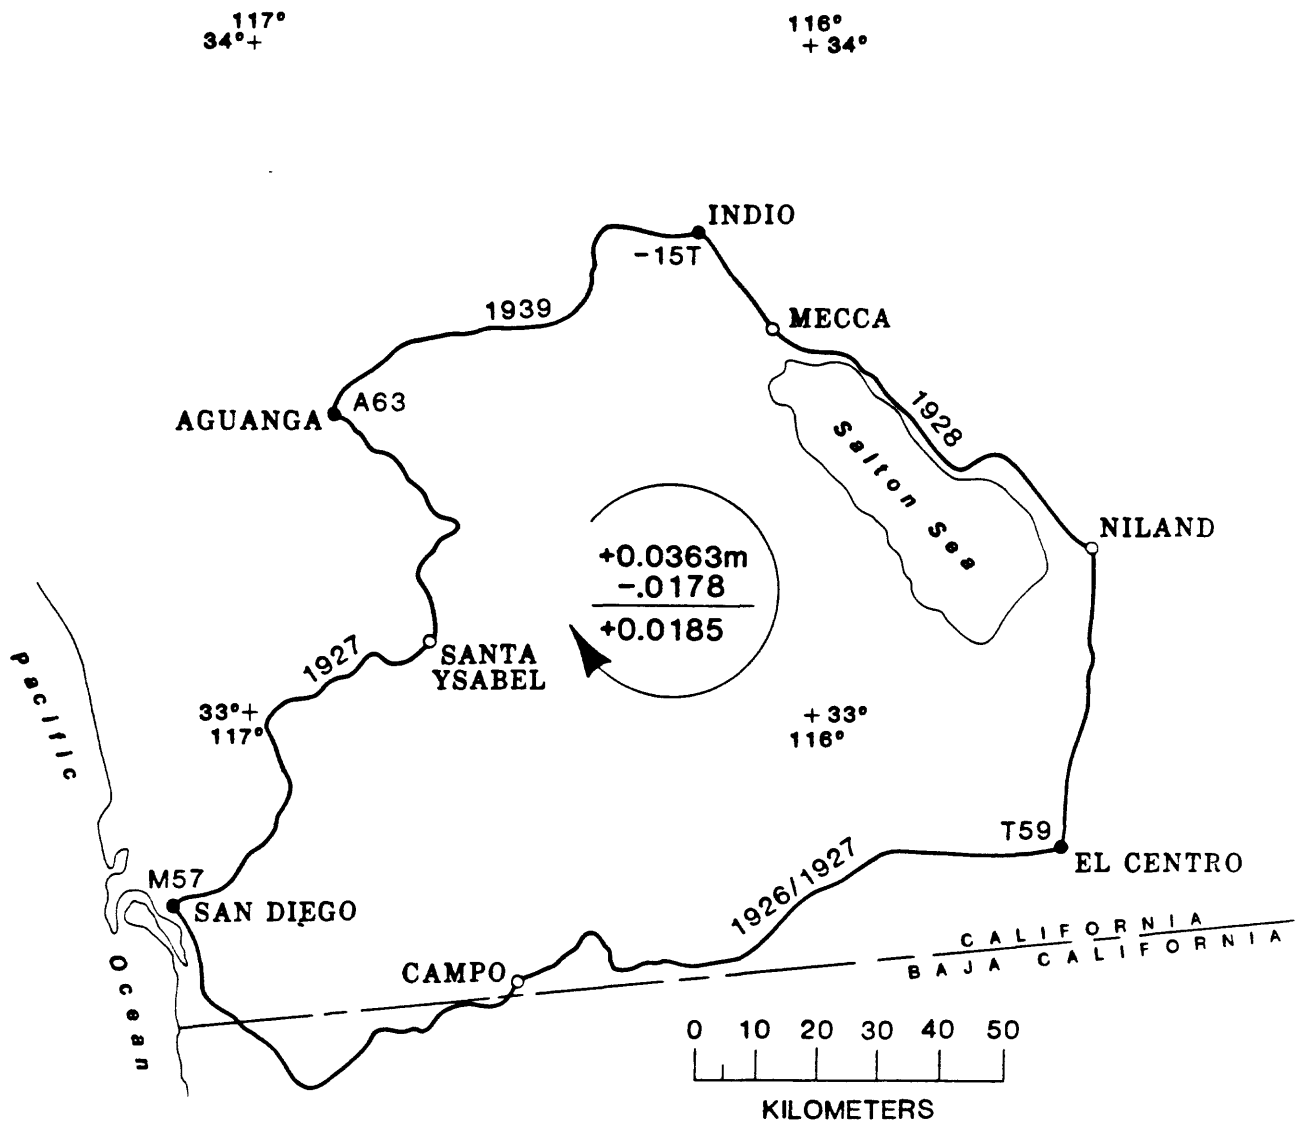 117°
34°+
116°
+ 34°
INDIO
-15T
1939
MECCA
AGUANGA
A63
1928
Salton Sea
NILAND
+0.0363m
-.0178
+0.0185
SANTA
YSABEL
1927
33°+
117°
+33°
116°
Pacific
Ocean
M57
SAN DIEGO
T59
EL CENTRO
1926/1927
CAMPO
CALIFORNIA
BAJA CALIFORNIA
0 10 20 30 40 50
KILOMETERS